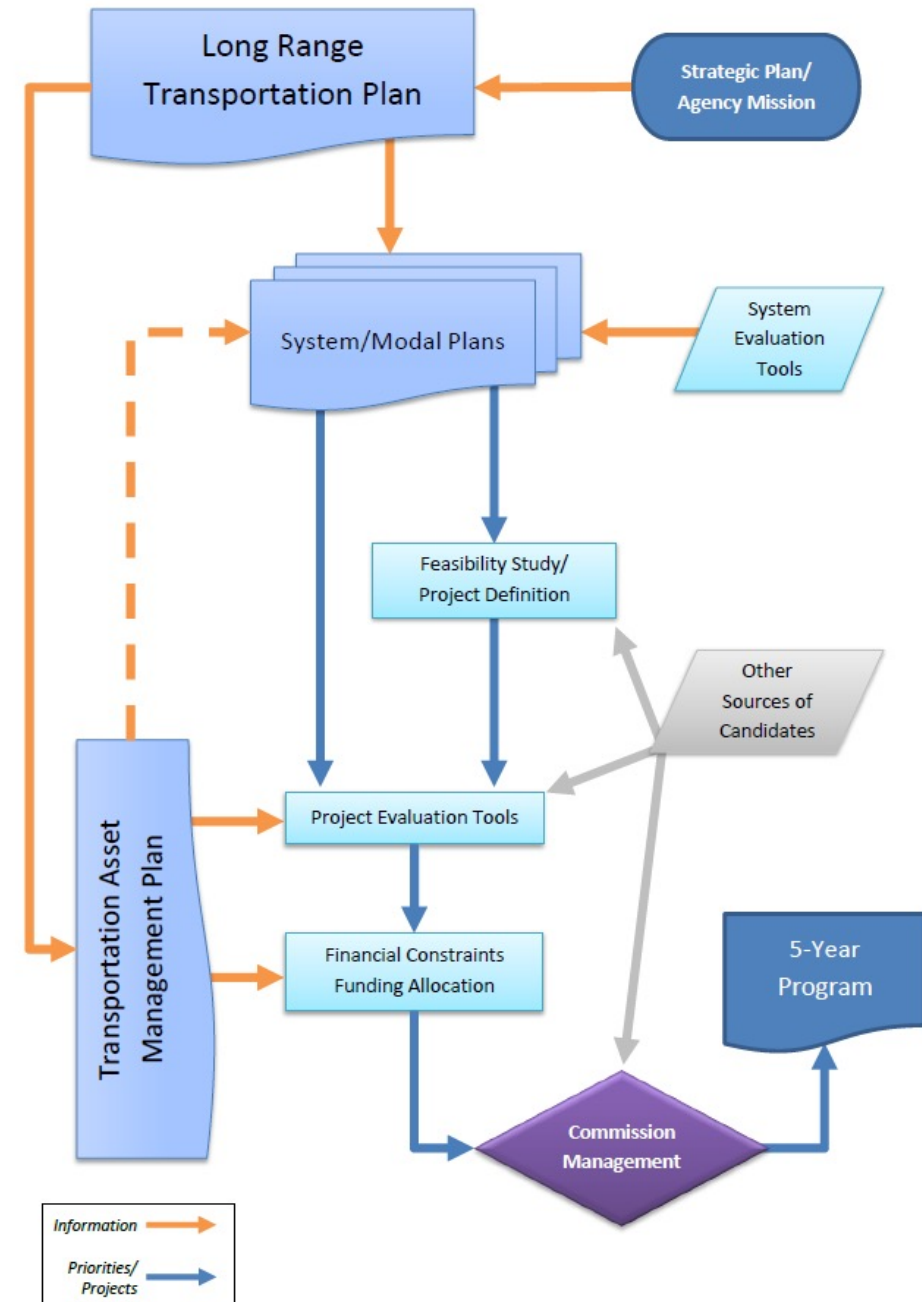 Long Range
Transportation Plan
Strategic Plan/
Agency Mission
System/Modal Plans
System
Evaluation
Tools
Feasibility Study/
Project Definition
Other
Sources of
Candidates
Transportation Asset
Management Plan
Project Evaluation Tools
Financial Constraints
Funding Allocation
5-Year
Program
Commission
Management
Information
Priorities/
Projects